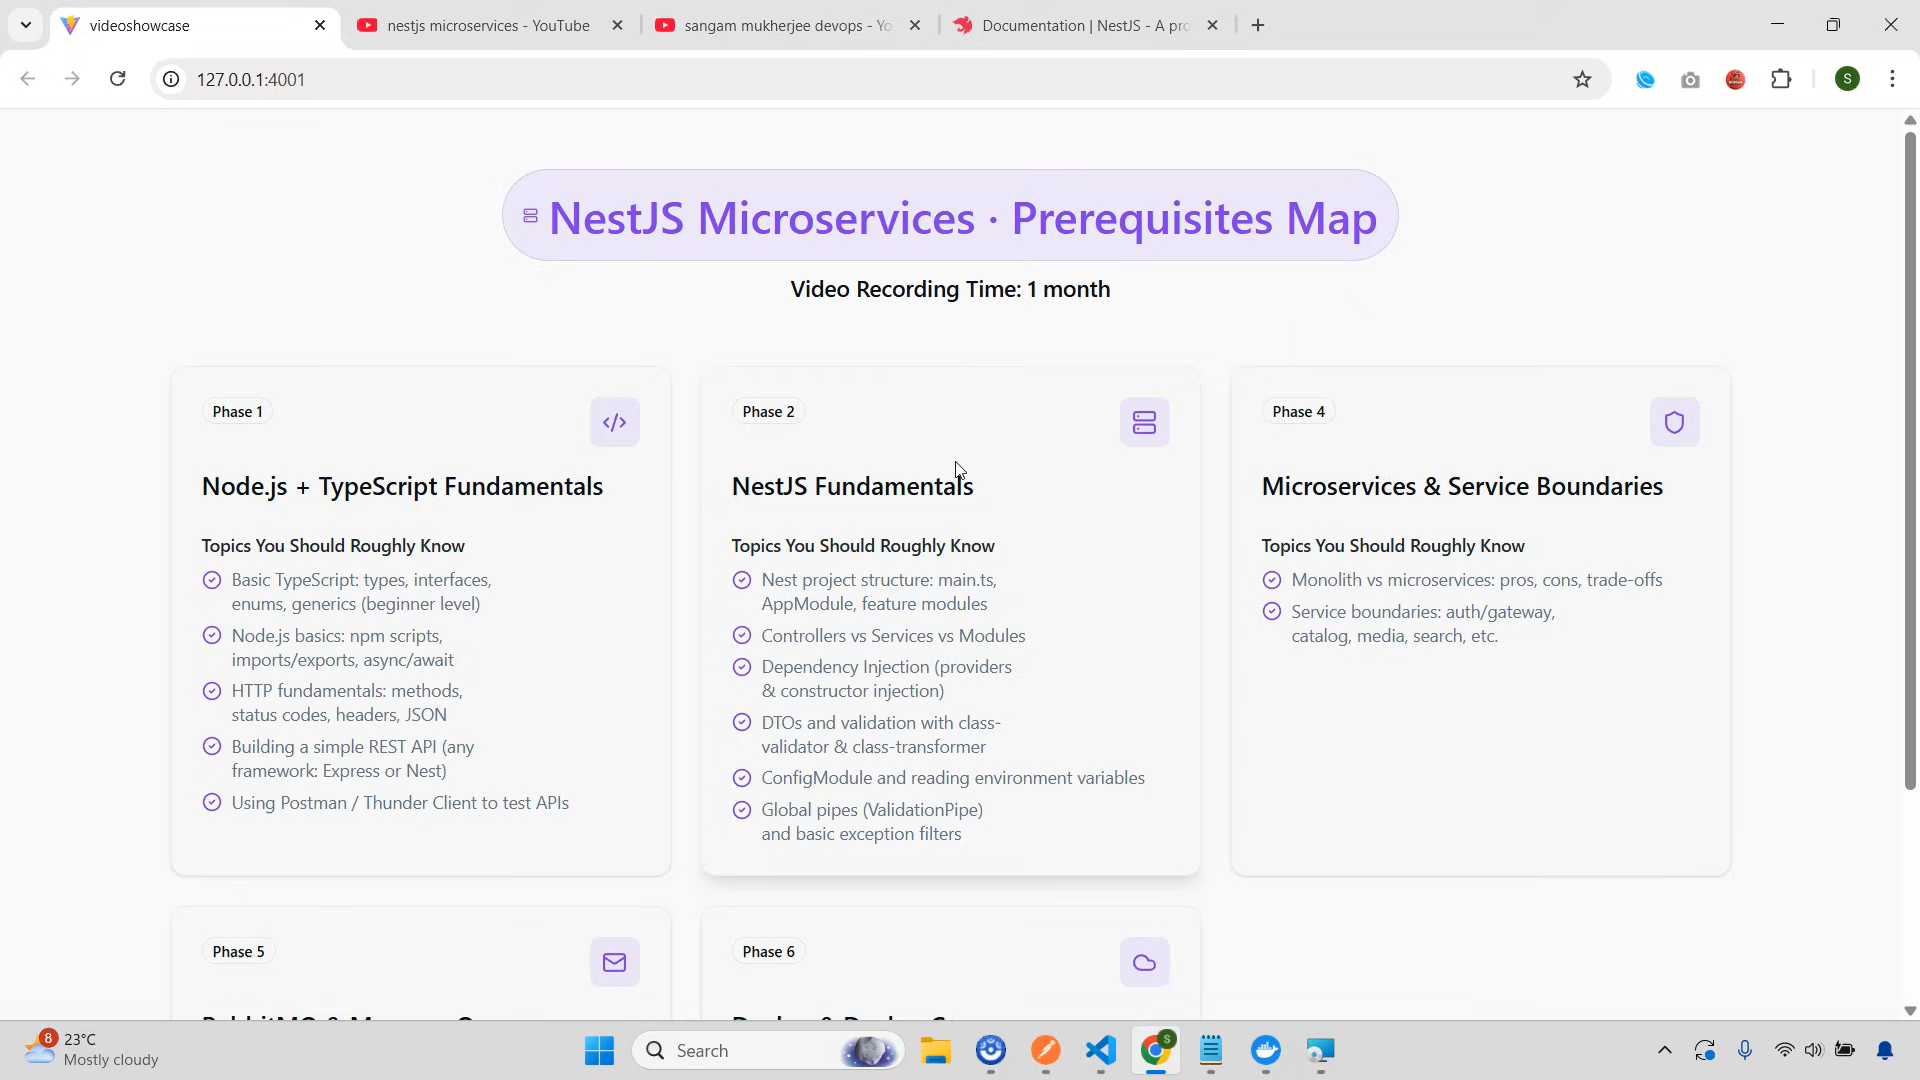 videoshowcase
nestjs microservices - YouTube
sangam mukherjee devops - Yo
Documentation | NestJS - A pro
127.0.0.1:4001
S
NestJS Microservices · Prerequisites Map
Video Recording Time: 1 month
Phase 1
Node.js + TypeScript Fundamentals
Topics You Should Roughly Know
Basic TypeScript: types, interfaces,
enums, generics (beginner level)
Node.js basics: npm scripts,
imports/exports, async/await
HTTP fundamentals: methods,
status codes, headers, JSON
Building a simple REST API (any
framework: Express or Nest)
Using Postman / Thunder Client to test APIs
Phase 2
NestJS Fundamentals
Topics You Should Roughly Know
Nest project structure: main.ts,
AppModule, feature modules
Controllers vs Services vs Modules
Dependency Injection (providers
& constructor injection)
DTOs and validation with class-
validator & class-transformer
ConfigModule and reading environment variables
Global pipes (ValidationPipe)
and basic exception filters
Phase 4
Microservices & Service Boundaries
Topics You Should Roughly Know
Monolith vs microservices: pros, cons, trade-offs
Service boundaries: auth/gateway,
catalog, media, search, etc.
Phase 5
Phase 6
8
23°C
Mostly cloudy
Search
S